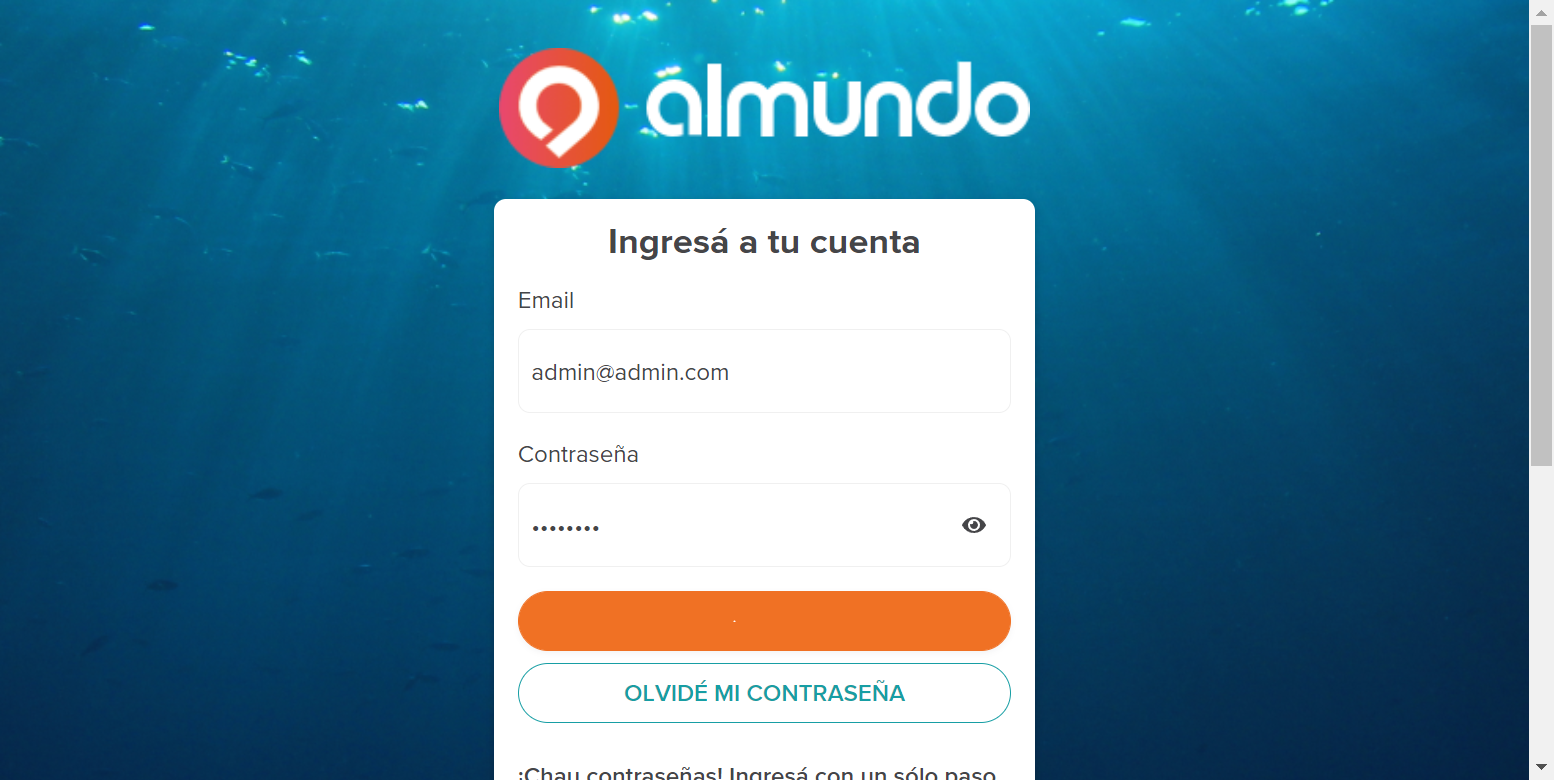 almundo
Ingresá a tu cuenta
Email
admin@admin.com
Contraseña
••••••••
OLVIDÉ MI CONTRASEÑA
¡Chau contraseñas! Ingresá con un sólo paso